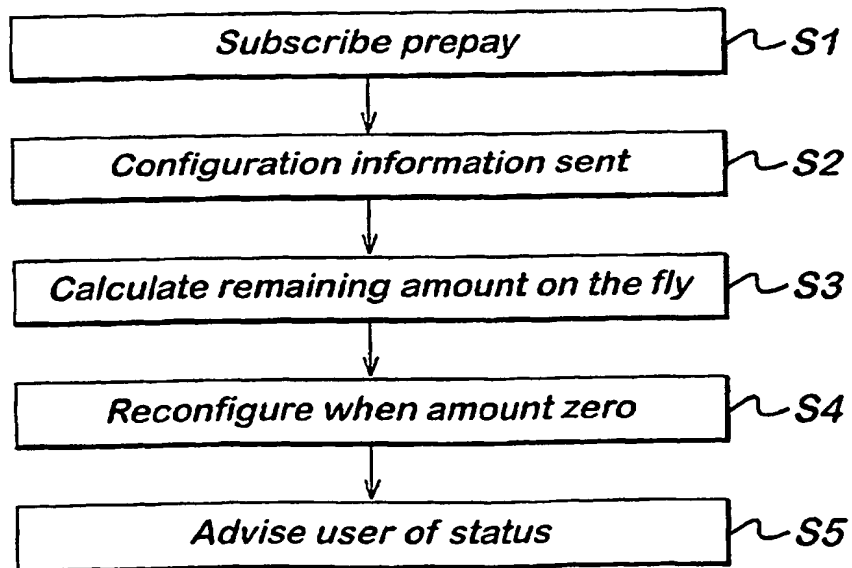 Subscribe prepay S1
Configuration information sent S2
Calculate remaining amount on the fly S3
Reconfigure when amount zero S4
Advise user of status S5